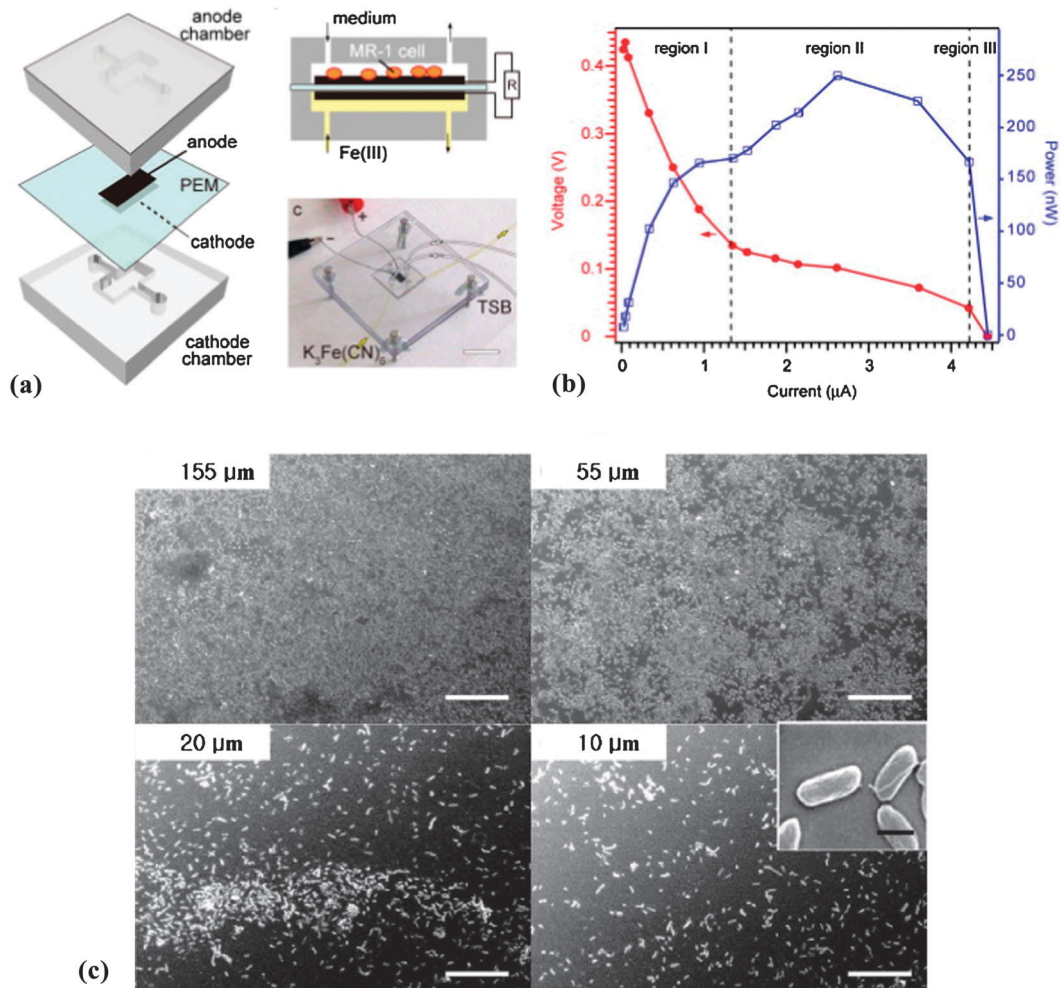 anode
chamber
anode
PEM
cathode
cathode
chamber
(a)
medium
MR-1 cell
R
Fe(III)
c
+
-
TSB
K3Fe(CN)6
region I
region II
region III
0.4
0.3
0.2
0.1
0
Voltage (V)
250
200
150
100
50
0
Power (nW)
0
1
2
3
4
Current (μA)
(b)
155 μm
55 μm
20 μm
10 μm
(c)